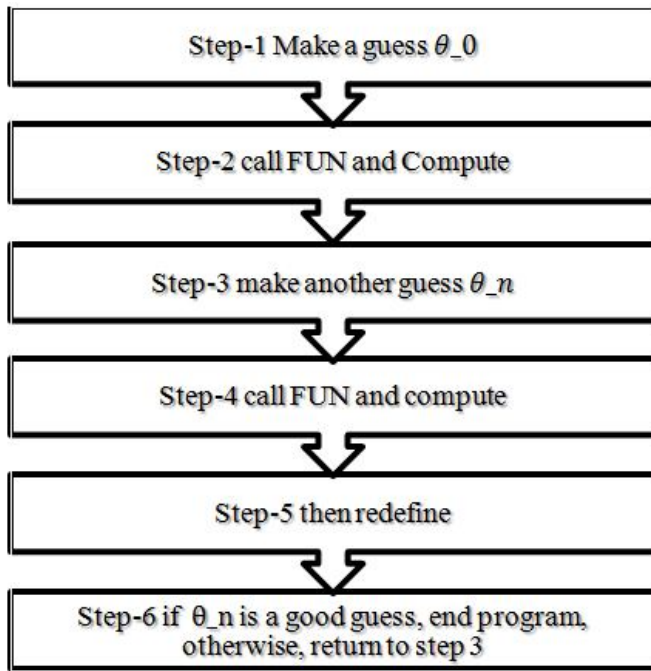 Step-1 Make a guess θ_0
Step-2 call FUN and Compute
Step-3 make another guess θ_n
Step-4 call FUN and compute
Step-5 then redefine
Step-6 if θ_n is a good guess, end program,
otherwise, return to step 3